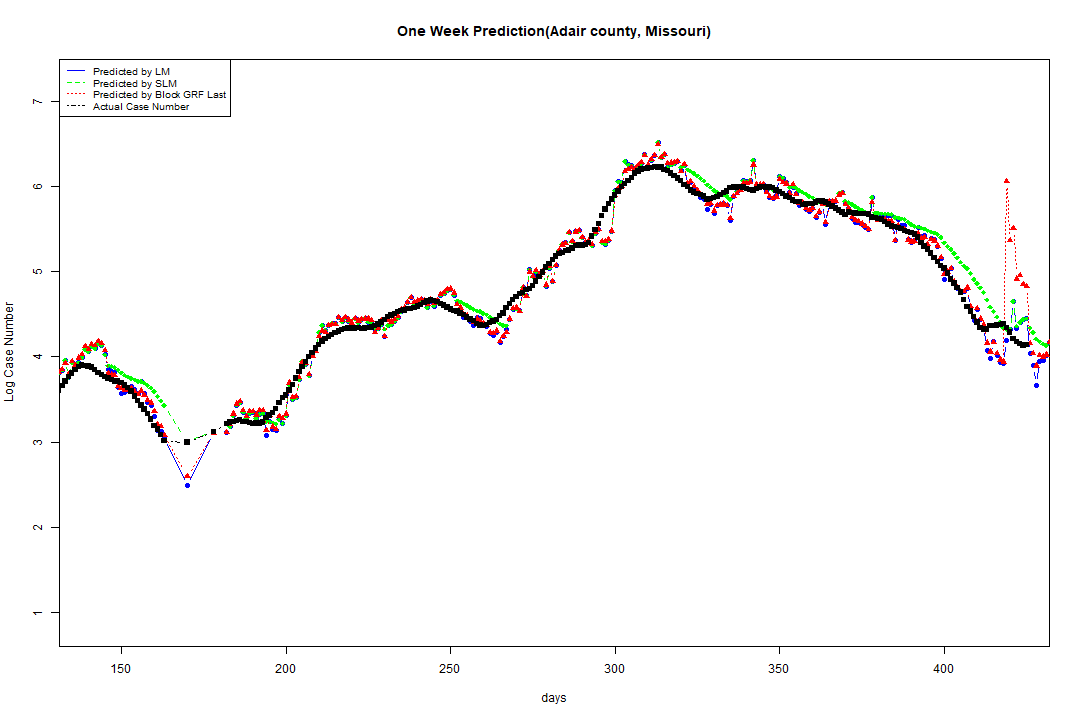 One Week Prediction(Adair county, Missouri)
Predicted by LM
Predicted by SLM
Predicted by Block GRF Last
Actual Case Number
7
6
5
4
3
2
1
Log Case Number
150 200 250 300 350 400
days